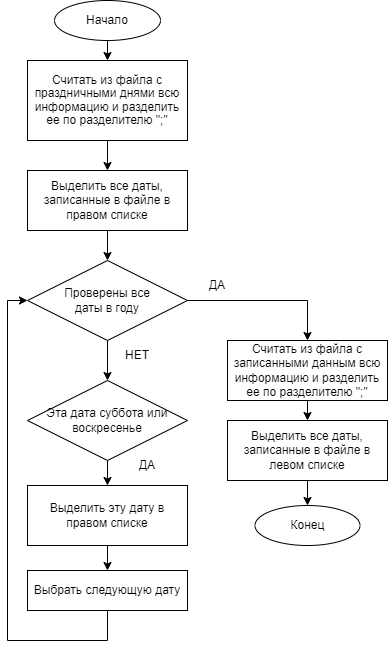 Начало
Считать из файла с
праздничными днями всю
информацию и разделить
ее по разделителю ";"
Выделить все даты,
записанные в файле в
правом списке
Проверены все
даты в году
ДА
НЕТ
Считать из файла с
записанными данным всю
информацию и разделить
ее по разделителю ";"
Эта дата суббота или
воскресенье
ДА
Выделить все даты,
записанные в файле в
левом списке
Выделить эту дату в
правом списке
Конец
Выбрать следующую дату